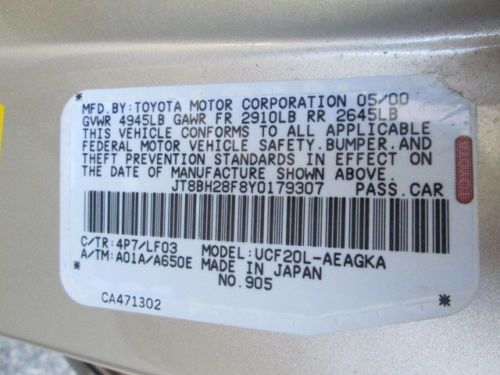 MFD.BY:TOYOTA MOTOR CORPORATION 05/00
GVWR 4945LB GAWR FR 2910LB RR 2645LB
THIS VEHICLE CONFORMS TO ALL APPLICABLE
FEDERAL MOTOR VEHICLE SAFETY.BUMPER.AND
THEFT PREVENTION STANDARDS IN EFFECT ON
THE DATE OF MANUFACTURE SHOWN ABOVE.
JT8BH28F8Y0179307 PASS.CAR
C/TR:4P7/LF03 MODEL:UCF20L-AEAGKA
A/TM:A01A/A650E MADE IN JAPAN
NO.905
CA471302